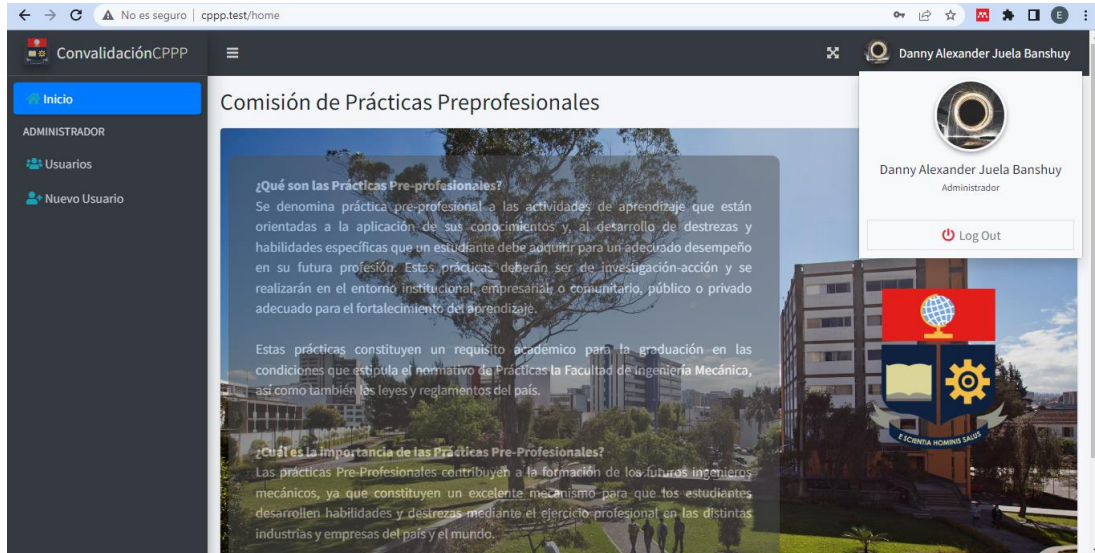 No es seguro | cppp.test/home
E
ConvalidaciónCPPP
Danny Alexander Juela Banshuy
Inicio
ADMINISTRADOR
Usuarios
Nuevo Usuario
Comisión de Prácticas Preprofesionales
¿Qué son las Prácticas Pre-profesionales?
Se denomina práctica pre-profesional a las actividades de aprendizaje que están
orientadas a la aplicación de sus conocimientos y, al desarrollo de destrezas y
habilidades específicas que un estudiante debe adquirir para un adecuado desempeño
en su futura profesión. Estas prácticas deberán ser de investigación-acción y se
realizarán en el entorno institucional, empresarial, o comunitario, público o privado
adecuado para el fortalecimiento del aprendizaje.
Estas prácticas constituyen un requisito académico para la graduación en las
condiciones que estipula el normativo de Prácticas la Facultad de Ingeniería Mecánica,
así como también las leyes y reglamentos del país.
¿Cuál es la importancia de las Prácticas Pre-Profesionales?
Las prácticas Pre-Profesionales contribuyen a la formación de los futuros ingenieros
mecánicos, ya que constituyen un excelente mecanismo para que los estudiantes
desarrollen habilidades y destrezas mediante el ejercicio profesional en las distintas
industrias y empresas del país y el mundo.
Danny Alexander Juela Banshuy
Administrador
Log Out
E SCIENTIA HOMINIS SALUS